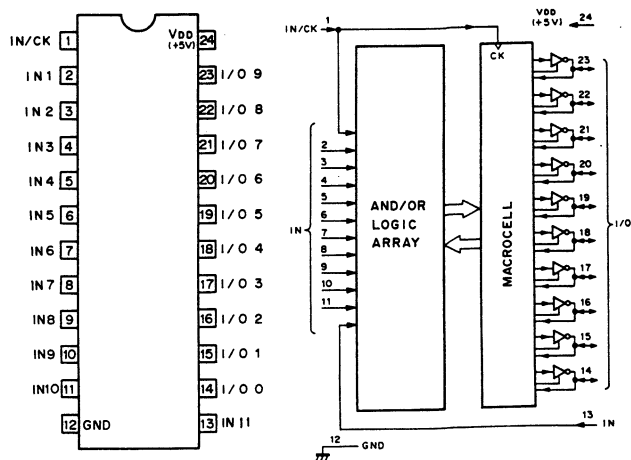 IN/CK 1
VDD (+5V) 24
IN1 2
23 I/O 9
IN2 3
22 I/O 8
IN3 4
21 I/O 7
IN4 5
20 I/O 6
IN5 6
19 I/O 5
IN6 7
18 I/O 4
IN7 8
17 I/O 3
IN8 9
16 I/O 2
IN9 10
15 I/O 1
IN10 11
14 I/O 0
12 GND
13 IN11
IN/CK 1
VDD (+5V) 24
CK
IN
2
3
4
5
6
7
8
9
10
11
AND/OR
LOGIC
ARRAY
MACROCELL
23
22
21
20
19
18
17
16
15
14
I/O
13 IN
12 GND